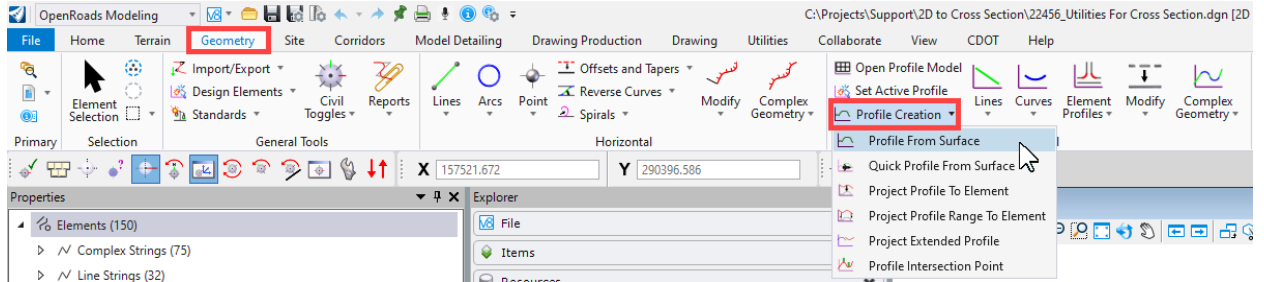 OpenRoads Modeling C:\Projects\Support\2D to Cross Section\22456_Utilities For Cross Section.dgn [2D
File Home Terrain Geometry Site Corridors Model Detailing Drawing Production Drawing Utilities Collaborate View CDOT Help
Import/Export Offsets and Tapers Open Profile Model
Design Elements Reverse Curves Set Active Profile
Element Selection Standards Civil Toggles Reports Lines Arcs Point Spirals Modify Complex Geometry Profile Creation Lines Curves Element Profiles Modify Complex Geometry
Primary Selection General Tools Horizontal
Profile From Surface
X 157521.672 Y 290396.586 Quick Profile From Surface
Properties Explorer Project Profile To Element
Elements (150) File Project Profile Range To Element
Complex Strings (75) Items Project Extended Profile
Line Strings (32) Profile Intersection Point